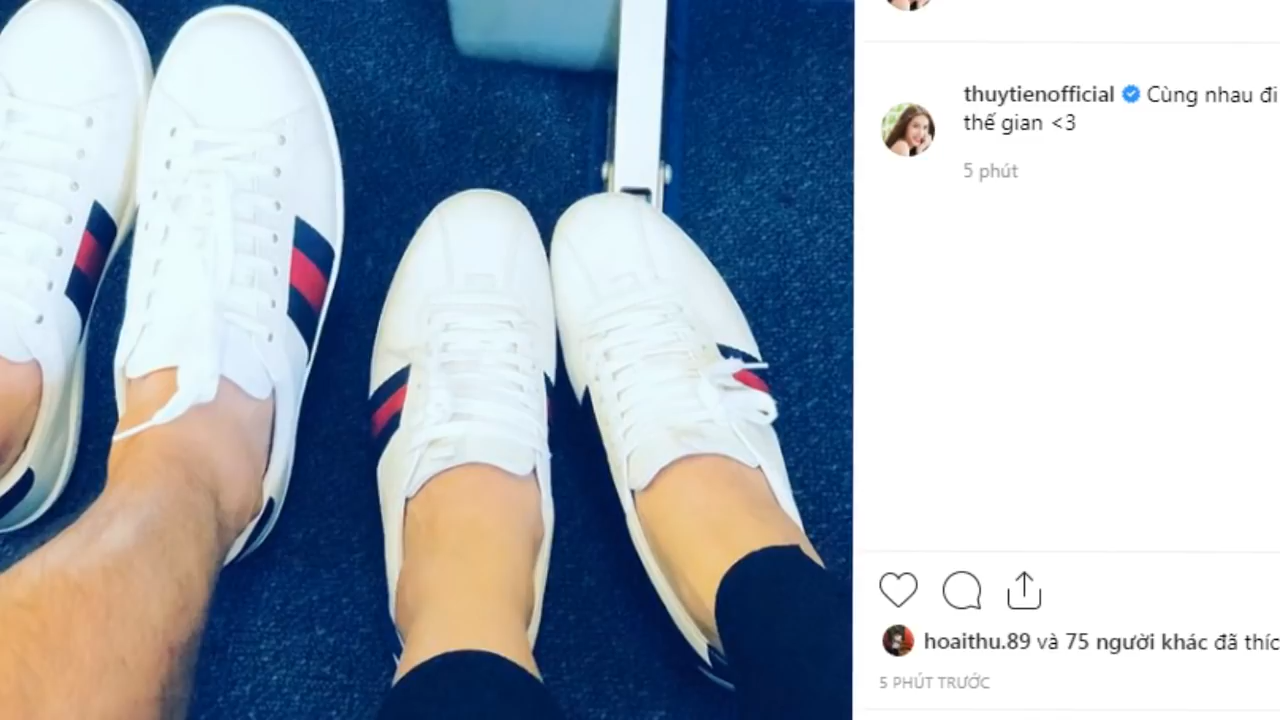 thuytienofficial Cùng nhau đi
thế gian <3
5 phút
hoaithu.89 và 75 người khác đã thíc
5 PHÚT TRƯỚC